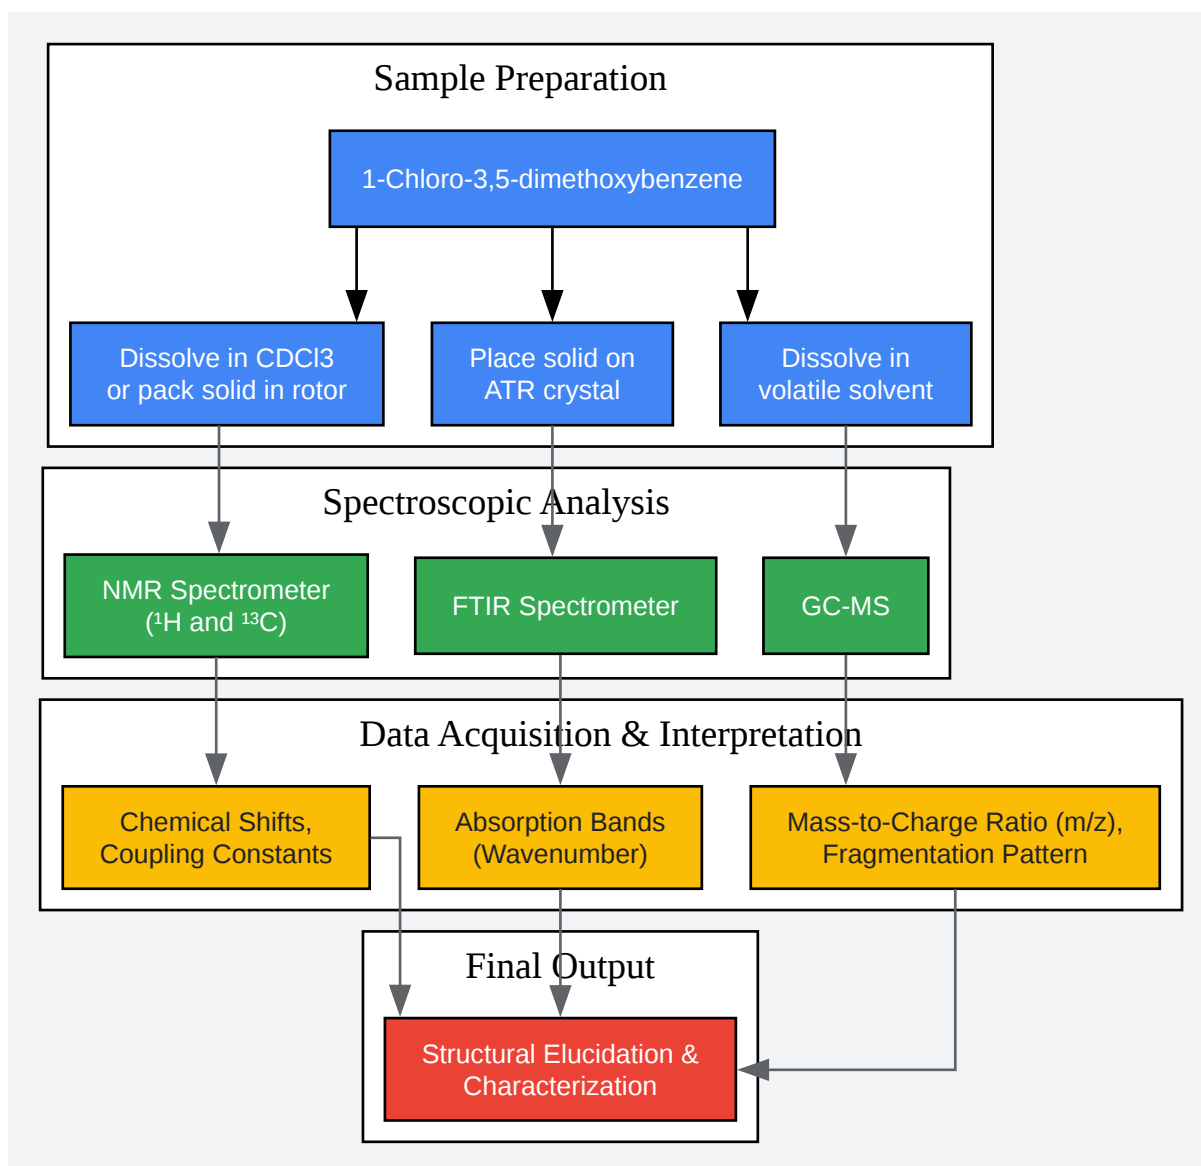 Sample Preparation
1-Chloro-3,5-dimethoxybenzene
Dissolve in CDCl3
or pack solid in rotor
Place solid on
ATR crystal
Dissolve in
volatile solvent
Spectroscopic Analysis
NMR Spectrometer
(¹H and ¹³C)
FTIR Spectrometer
GC-MS
Data Acquisition & Interpretation
Chemical Shifts,
Coupling Constants
Absorption Bands
(Wavenumber)
Mass-to-Charge Ratio (m/z),
Fragmentation Pattern
Final Output
Structural Elucidation &
Characterization